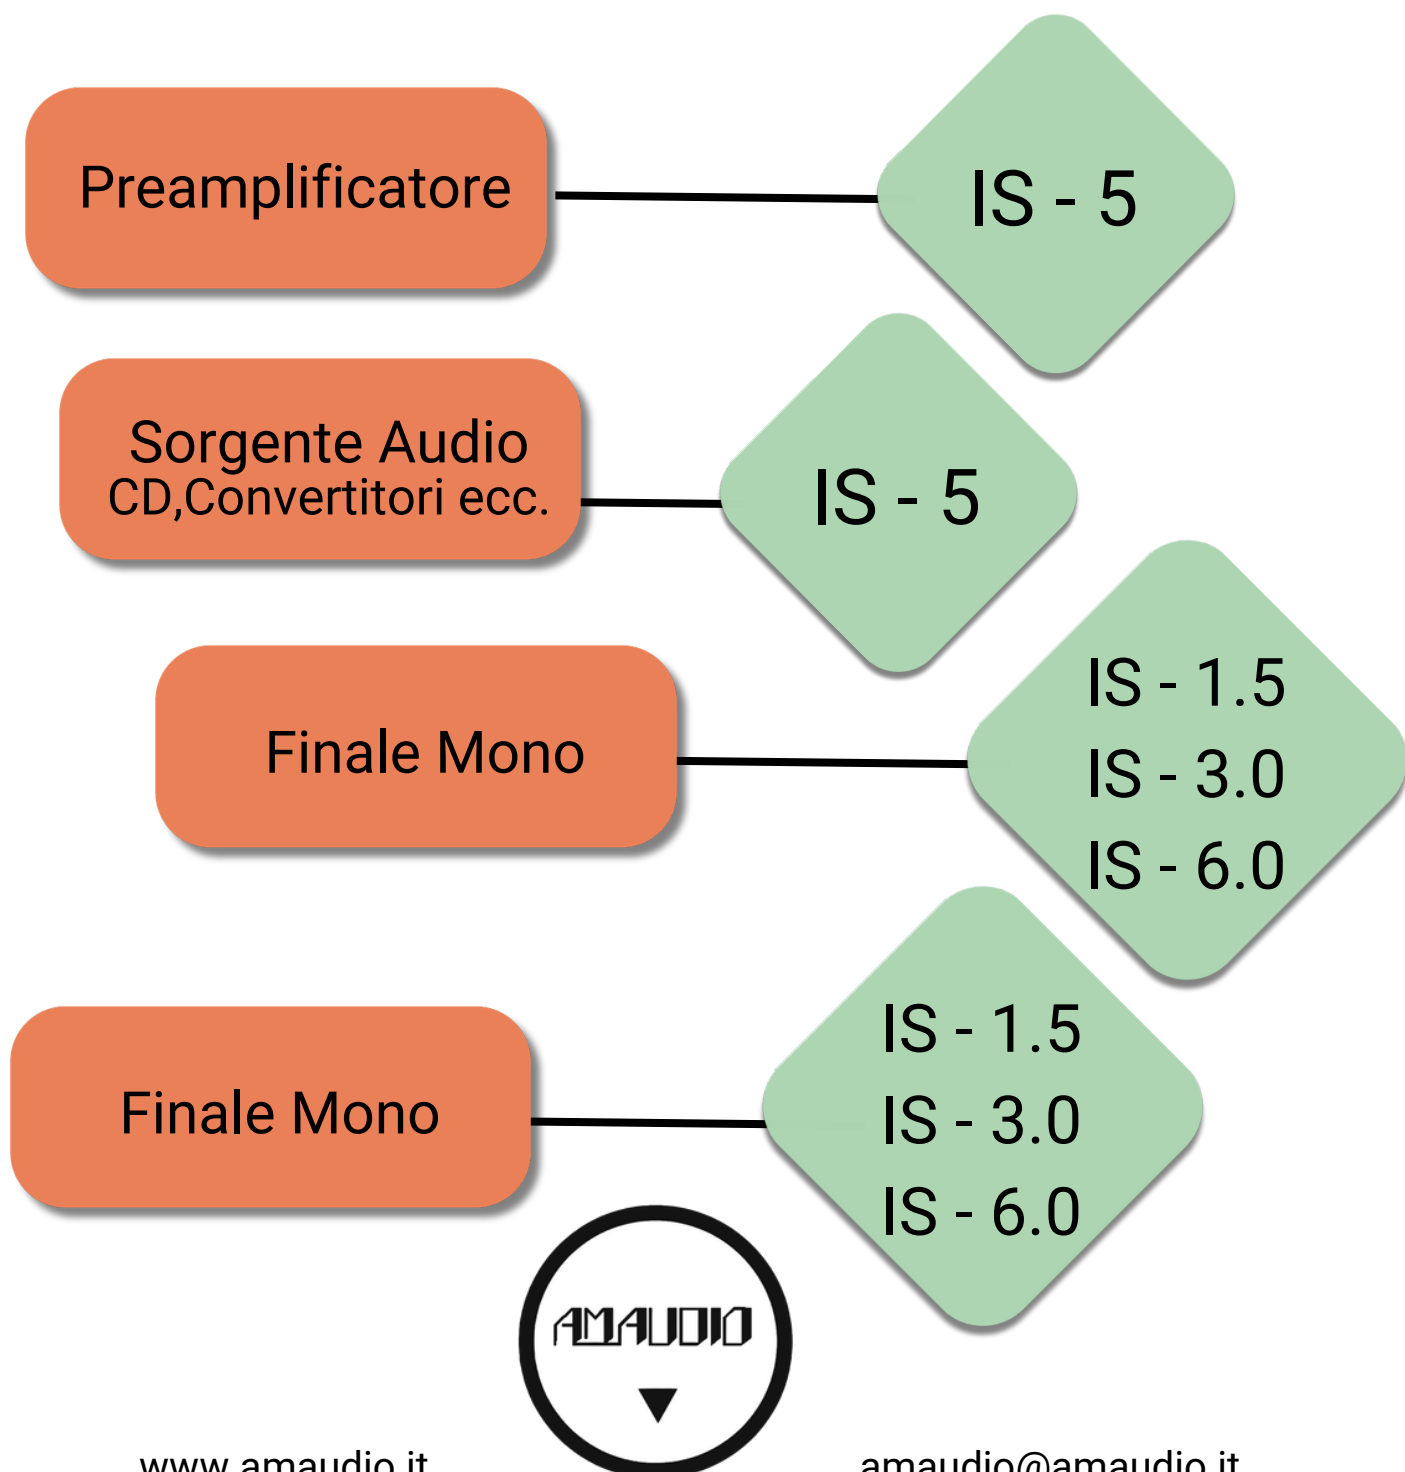 Preamplificatore
IS - 5
Sorgente Audio
CD,Convertitori ecc.
IS - 5
Finale Mono
IS - 1.5
IS - 3.0
IS - 6.0
Finale Mono
IS - 1.5
IS - 3.0
IS - 6.0
AMAUDIO
www.amaudio.it
amaudio@amaudio.it